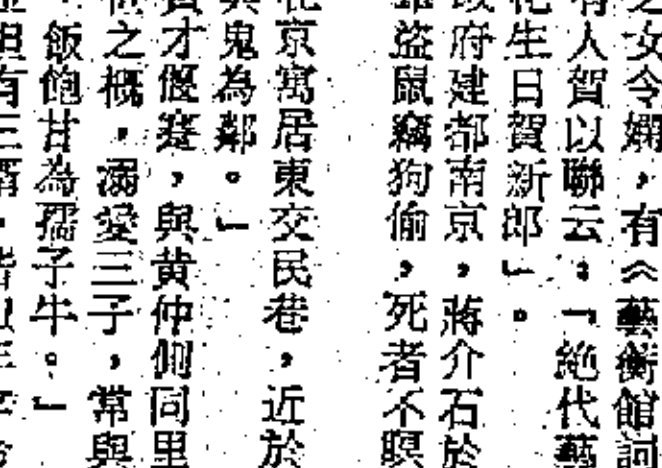 之女令嫻，有《藝衡館詞
有人賀以聯云：「絕代藝
花生日賀新郎」。
政府建都南京，蔣介石於
盜鼠竊狗偷，死者不瞑
北京寓居東交民巷，近於
與鬼為鄰。」
才偃蹇，與黃仲側同里
之概。溺愛三子，常與
飯飽甘為孺子牛。」
有三